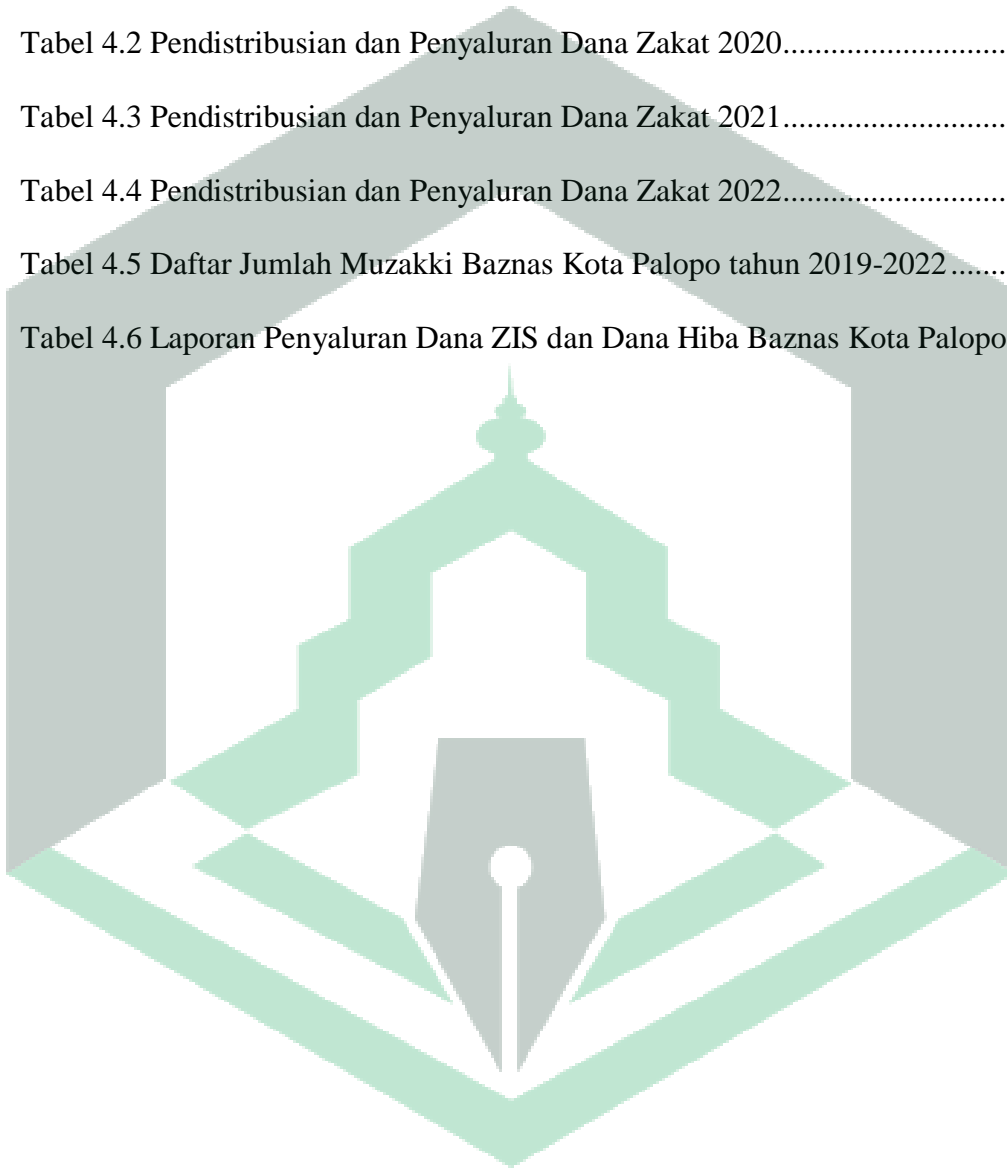 Tabel 4.2 Pendistribusian dan Penyaluran Dana Zakat 2020..........................
Tabel 4.3 Pendistribusian dan Penyaluran Dana Zakat 2021..........................
Tabel 4.4 Pendistribusian dan Penyaluran Dana Zakat 2022..........................
Tabel 4.5 Daftar Jumlah Muzakki Baznas Kota Palopo tahun 2019-2022.......
Tabel 4.6 Laporan Penyaluran Dana ZIS dan Dana Hiba Baznas Kota Palopo